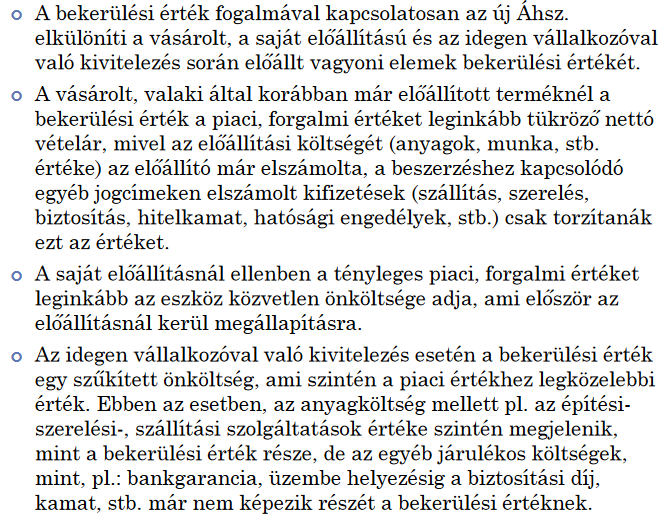 A bekerülési érték fogalmával kapcsolatosan az új Áhsz.
elkülöníti a vásárolt, a saját előállítású és az idegen vállalkozóval
való kivitelezés során előállt vagyoni elemek bekerülési értékét.
A vásárolt, valaki által korábban már előállított terméknél a
bekerülési érték a piaci, forgalmi értéket leginkább tükröző nettó
vételár, mivel az előállítási költségét (anyagok, munka, stb.
értéke) az előállító már elszámolta, a beszerzéshez kapcsolódó
egyéb jogcímeken elszámolt kifizetések (szállítás, szerelés,
biztosítás, hitelkamat, hatósági engedélyek, stb.) csak torzítanák
ezt az értéket.
A saját előállításnál ellenben a tényleges piaci, forgalmi értéket
leginkább az eszköz közvetlen önköltsége adja, ami először az
előállításnál kerül megállapításra.
Az idegen vállalkozóval való kivitelezés esetén a bekerülési érték
egy szűkített önköltség, ami szintén a piaci értékhez legközelebbi
érték. Ebben az esetben, az anyagköltség mellett pl. az építési-
szerelési-, szállítási szolgáltatások értéke szintén megjelenik,
mint a bekerülési érték része, de az egyéb járulékos költségek,
mint, pl.: bankgarancia, üzembe helyezésig a biztosítási díj,
kamat, stb. már nem képezik részét a bekerülési értéknek.